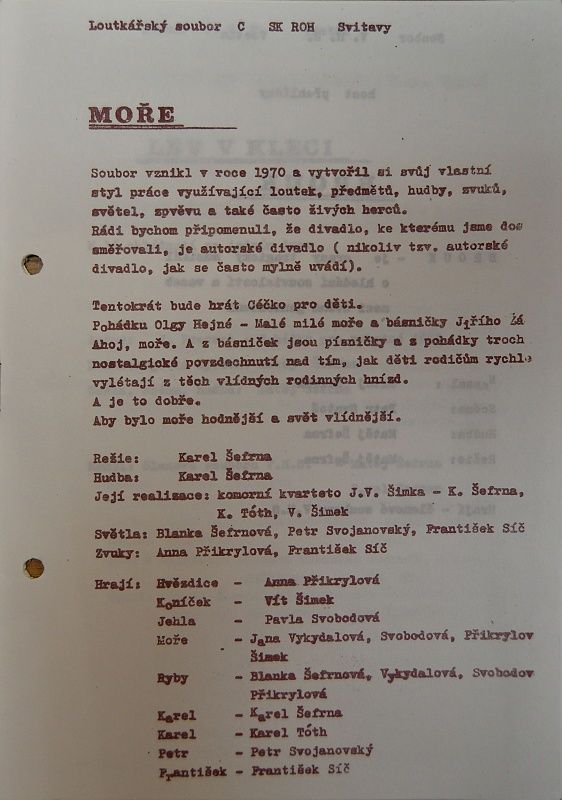 Loutkářský soubor C SK ROH Svitavy
MOŘE
Soubor vznikl v roce 1970 a vytvořil si svůj vlastní
styl práce využívající loutek, předmětů, hudby, zvuků,
světel, zpvěvu a také často živých herců.
Rádi bychom připomenuli, že divadlo, ke kterému jsme dos
směřovali, je autorské divadlo ( nikoliv tzv. autorské
divadlo, jak se často mylně uvádí).
Tentokrát bude hrát Céčko pro děti.
Pohádku Olgy Hejné - Malé milé moře a básničky Jiřího Žá
Ahoj, moře. A z básniček jsou písničky a z pohádky troch
nostalgické povzdechnutí nad tím, jak děti rodičům rychle
vylétají z těch vlídných rodinných hnízd.
A je to dobře.
Aby bylo moře hodnější a svět vlídnější.
Režie: Karel Šefrna
Hudba: Karel Šefrna
Její realizace: komorní kvarteto J.V. Šimka - K. Šefrna,
K. Tóth, V. Šimek
Světla: Blanka Šefrnová, Petr Svojanovský, František Síč
Zvuky: Anna Přikrylová, František Síč
Hrají: Hvězdice - Anna Přikrylová
Koníček - Vít Šimek
Jehla - Pavla Svobodová
Moře - Jana Vykydalová, Svobodová, Přikrylov
Šimek
Ryby - Blanka Šefrnová, Vykydalová, Svobodov
Přikrylová
Karel - Karel Šefrna
Karel - Karel Tóth
Petr - Petr Svojanovský
František - František Síč